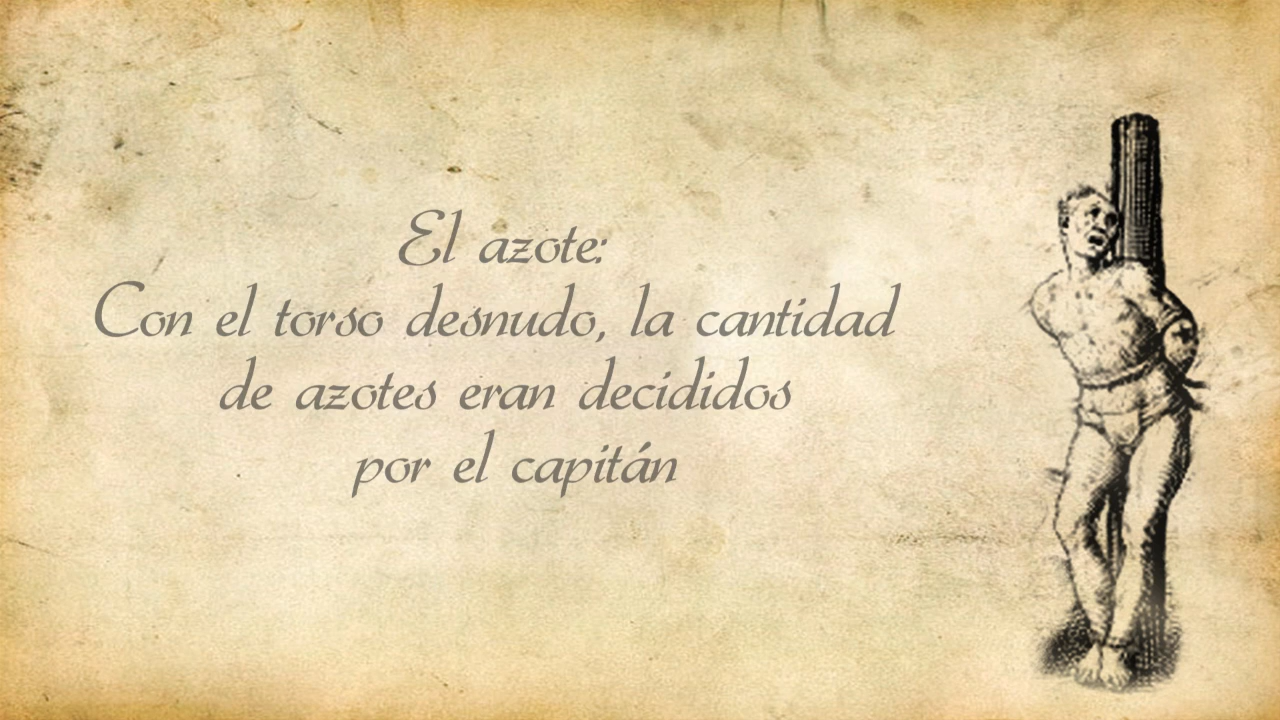 El azote:
Con el torso desnudo, la cantidad
de azotes eran decididos
por el capitán